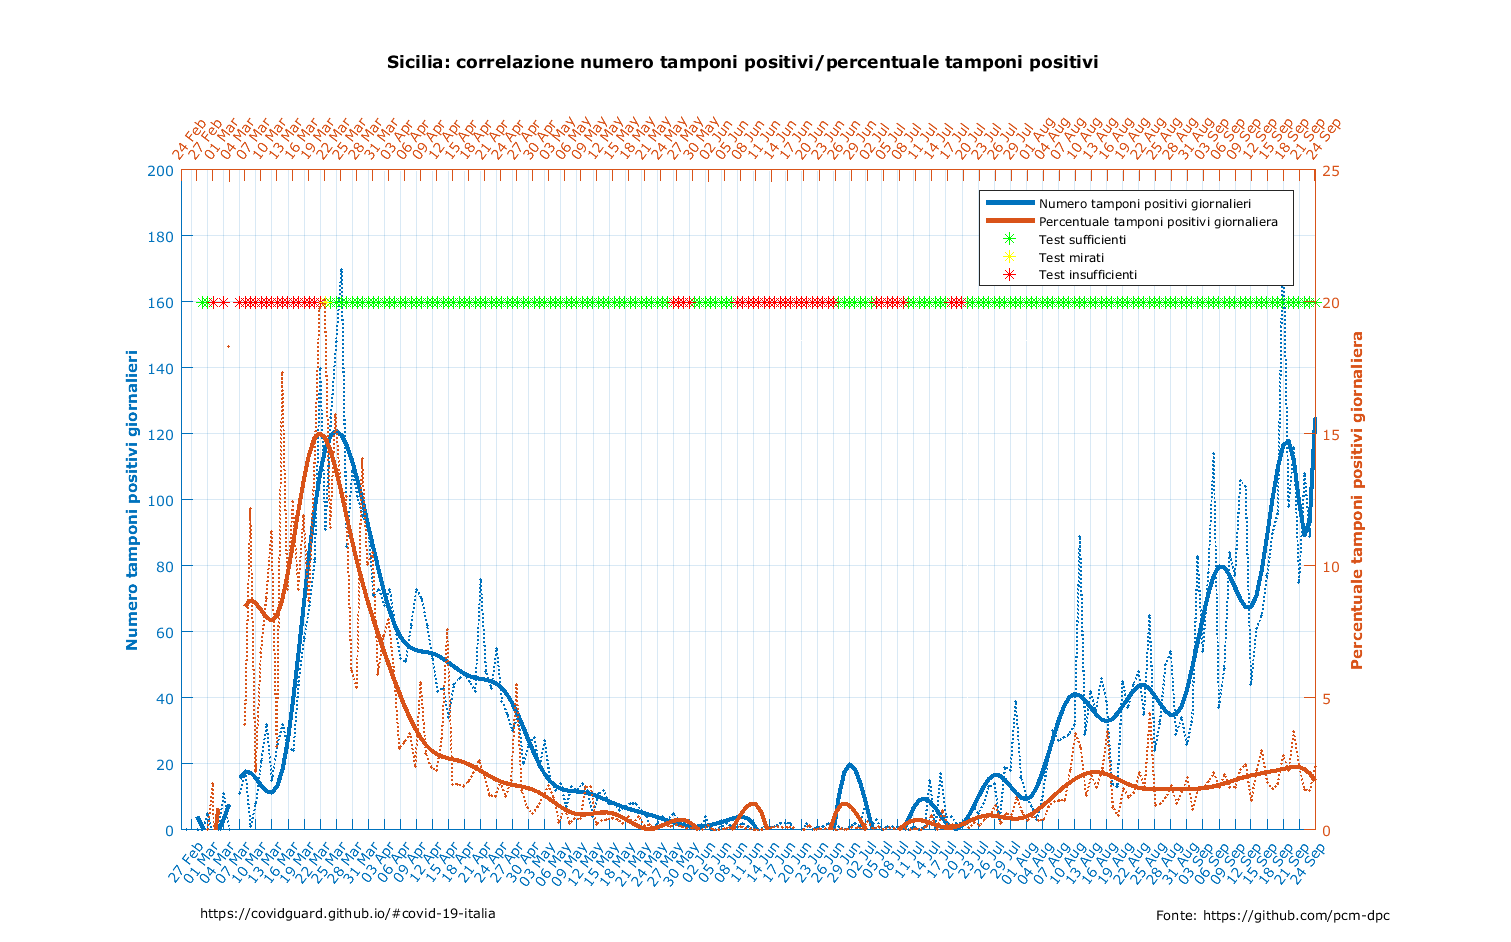 Sicilia: correlazione numero tamponi positivi/percentuale tamponi positivi
24 Feb
27 Feb
01 Mar
04 Mar
07 Mar
10 Mar
13 Mar
16 Mar
19 Mar
22 Mar
25 Mar
28 Mar
31 Mar
03 Apr
06 Apr
09 Apr
12 Apr
15 Apr
18 Apr
21 Apr
24 Apr
27 Apr
30 Apr
03 May
06 May
09 May
12 May
15 May
18 May
21 May
24 May
27 May
30 May
02 Jun
05 Jun
08 Jun
11 Jun
14 Jun
17 Jun
20 Jun
23 Jun
26 Jun
29 Jun
02 Jul
05 Jul
08 Jul
11 Jul
14 Jul
17 Jul
20 Jul
23 Jul
26 Jul
29 Jul
01 Aug
04 Aug
07 Aug
10 Aug
13 Aug
16 Aug
19 Aug
22 Aug
25 Aug
28 Aug
31 Aug
03 Sep
06 Sep
09 Sep
12 Sep
15 Sep
18 Sep
21 Sep
24 Sep
Numero tamponi positivi giornalieri
200
180
160
140
120
100
80
60
40
20
0
Numero tamponi positivi giornalieri
Percentuale tamponi positivi giornaliera
Test sufficienti
Test mirati
Test insufficienti
25
20
15
10
5
0
Percentuale tamponi positivi giornaliera
27 Feb
01 Mar
04 Mar
07 Mar
10 Mar
13 Mar
16 Mar
19 Mar
22 Mar
25 Mar
28 Mar
31 Mar
03 Apr
06 Apr
09 Apr
12 Apr
15 Apr
18 Apr
21 Apr
24 Apr
27 Apr
30 Apr
03 May
06 May
09 May
12 May
15 May
18 May
21 May
24 May
27 May
30 May
02 Jun
05 Jun
08 Jun
11 Jun
14 Jun
17 Jun
20 Jun
23 Jun
26 Jun
29 Jun
02 Jul
05 Jul
08 Jul
11 Jul
14 Jul
17 Jul
20 Jul
23 Jul
26 Jul
29 Jul
01 Aug
04 Aug
07 Aug
10 Aug
13 Aug
16 Aug
19 Aug
22 Aug
25 Aug
28 Aug
31 Aug
03 Sep
06 Sep
09 Sep
12 Sep
15 Sep
18 Sep
21 Sep
24 Sep
https://covidguard.github.io/#covid-19-italia
Fonte: https://github.com/pcm-dpc